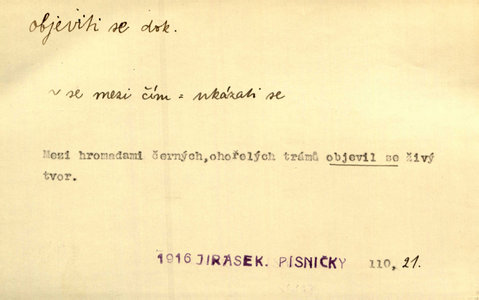 objeviti se dok.
~ se mezi čím = ukázati se
Mezi hromadami černých,ohořelých trámů objevil se živý
tvor.
1916 JIRÁSEK. PÍSNIČKY 110, 21.